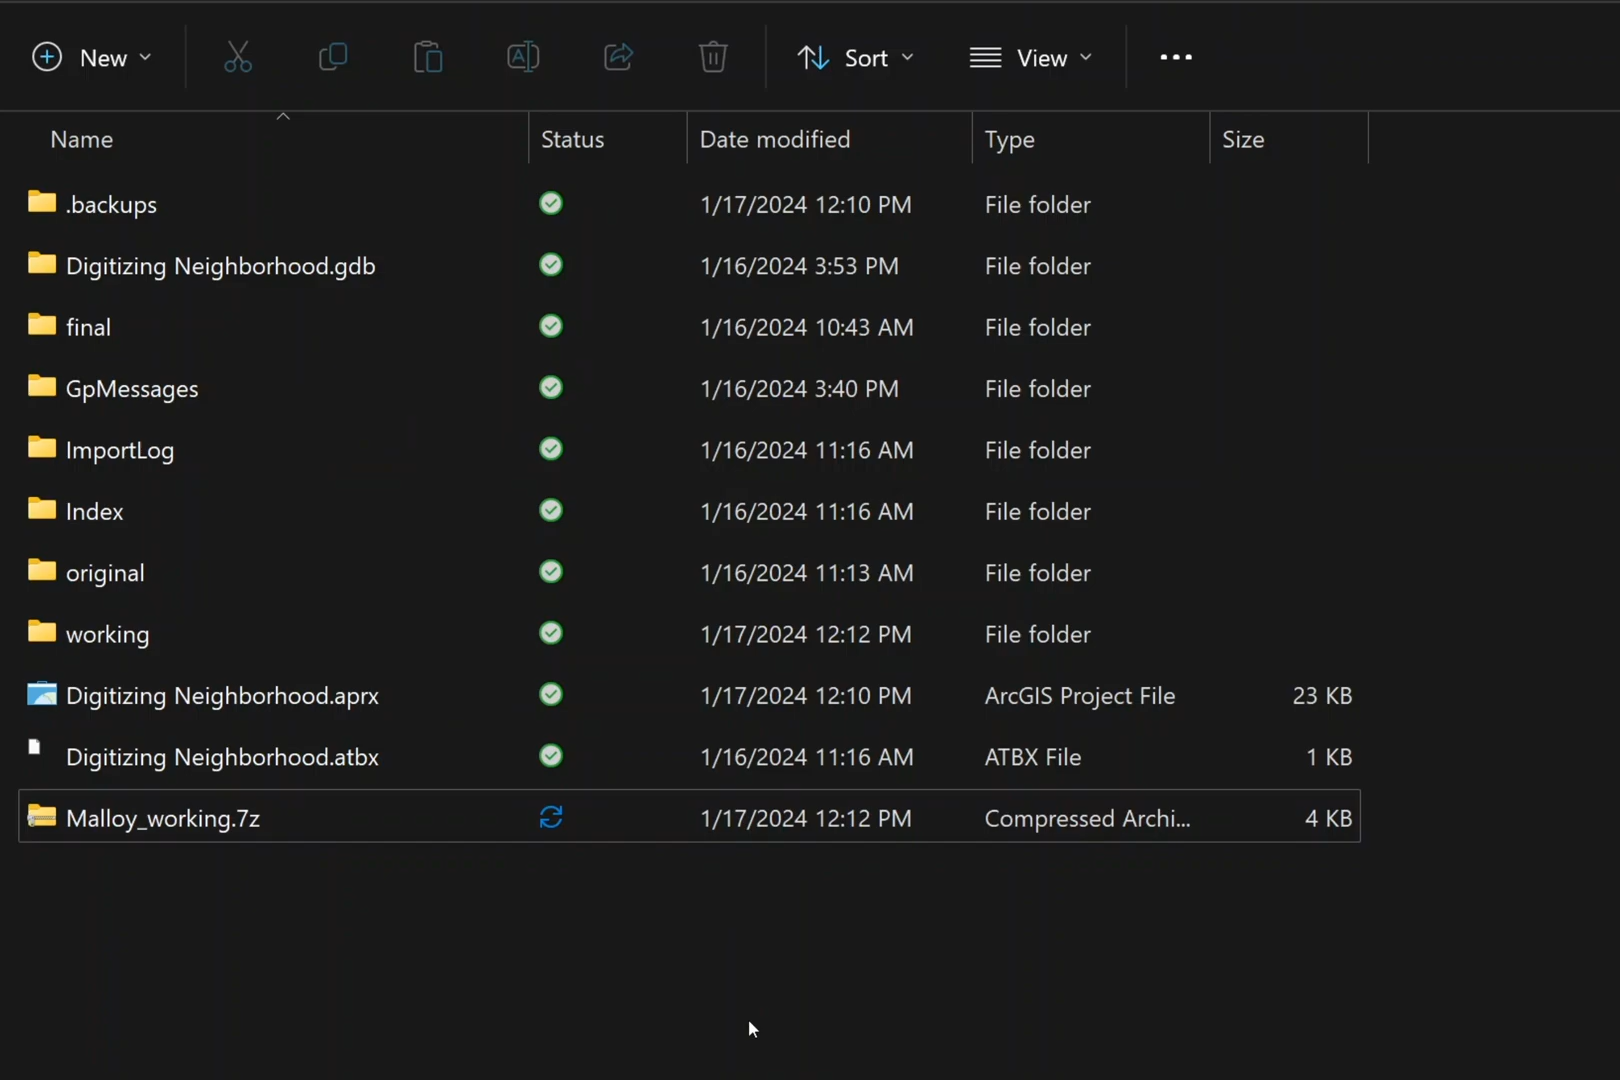 New Sort View
Name Status Date modified Type Size
.backups 1/17/2024 12:10 PM File folder
Digitizing Neighborhood.gdb 1/16/2024 3:53 PM File folder
final 1/16/2024 10:43 AM File folder
GpMessages 1/16/2024 3:40 PM File folder
ImportLog 1/16/2024 11:16 AM File folder
Index 1/16/2024 11:16 AM File folder
original 1/16/2024 11:13 AM File folder
working 1/17/2024 12:12 PM File folder
Digitizing Neighborhood.aprx 1/17/2024 12:10 PM ArcGIS Project File 23 KB
Digitizing Neighborhood.atbx 1/16/2024 11:16 AM ATBX File 1 KB
Malloy_working.7z 1/17/2024 12:12 PM Compressed Archi... 4 KB